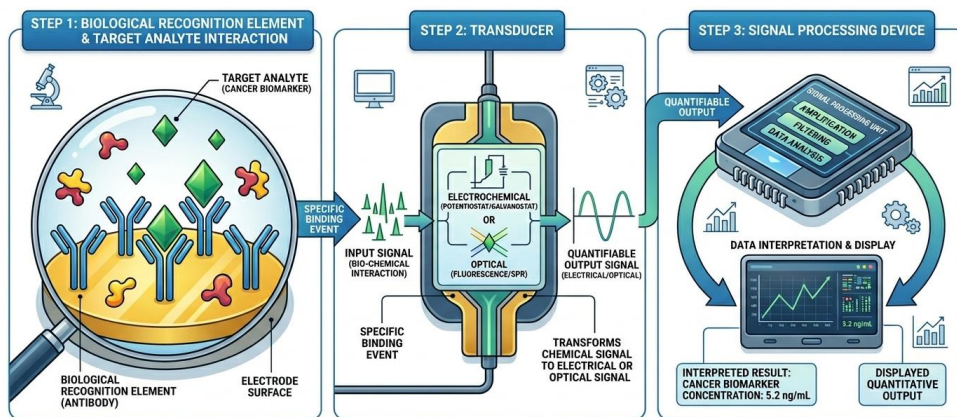 STEP 1: BIOLOGICAL RECOGNITION ELEMENT
& TARGET ANALYTE INTERACTION
TARGET ANALYTE
(CANCER BIOMARKER)
BIOLOGICAL
RECOGNITION ELEMENT
(ANTIBODY)
ELECTRODE
SURFACE
SPECIFIC
BINDING
EVENT
STEP 2: TRANSDUCER
INPUT SIGNAL
(BIO-CHEMICAL
INTERACTION)
ELECTROCHEMICAL
(POTENTIOSTAT/GALVANOSTAT)
OR
OPTICAL
(FLUORESCENCE/SPR)
QUANTIFIABLE
OUTPUT SIGNAL
(ELECTRICAL/OPTICAL)
SPECIFIC
BINDING
EVENT
TRANSFORMS
CHEMICAL SIGNAL
TO ELECTRICAL OR
OPTICAL SIGNAL
STEP 3: SIGNAL PROCESSING DEVICE
QUANTIFIABLE
OUTPUT
SIGNAL PROCESSING UNIT
AMPLIFICATION
FILTERING
DATA ANALYSIS
DATA INTERPRETATION & DISPLAY
5.2 ng/mL
INTERPRETED RESULT:
CANCER BIOMARKER
CONCENTRATION: 5.2 ng/mL
DISPLAYED
QUANTITATIVE
OUTPUT